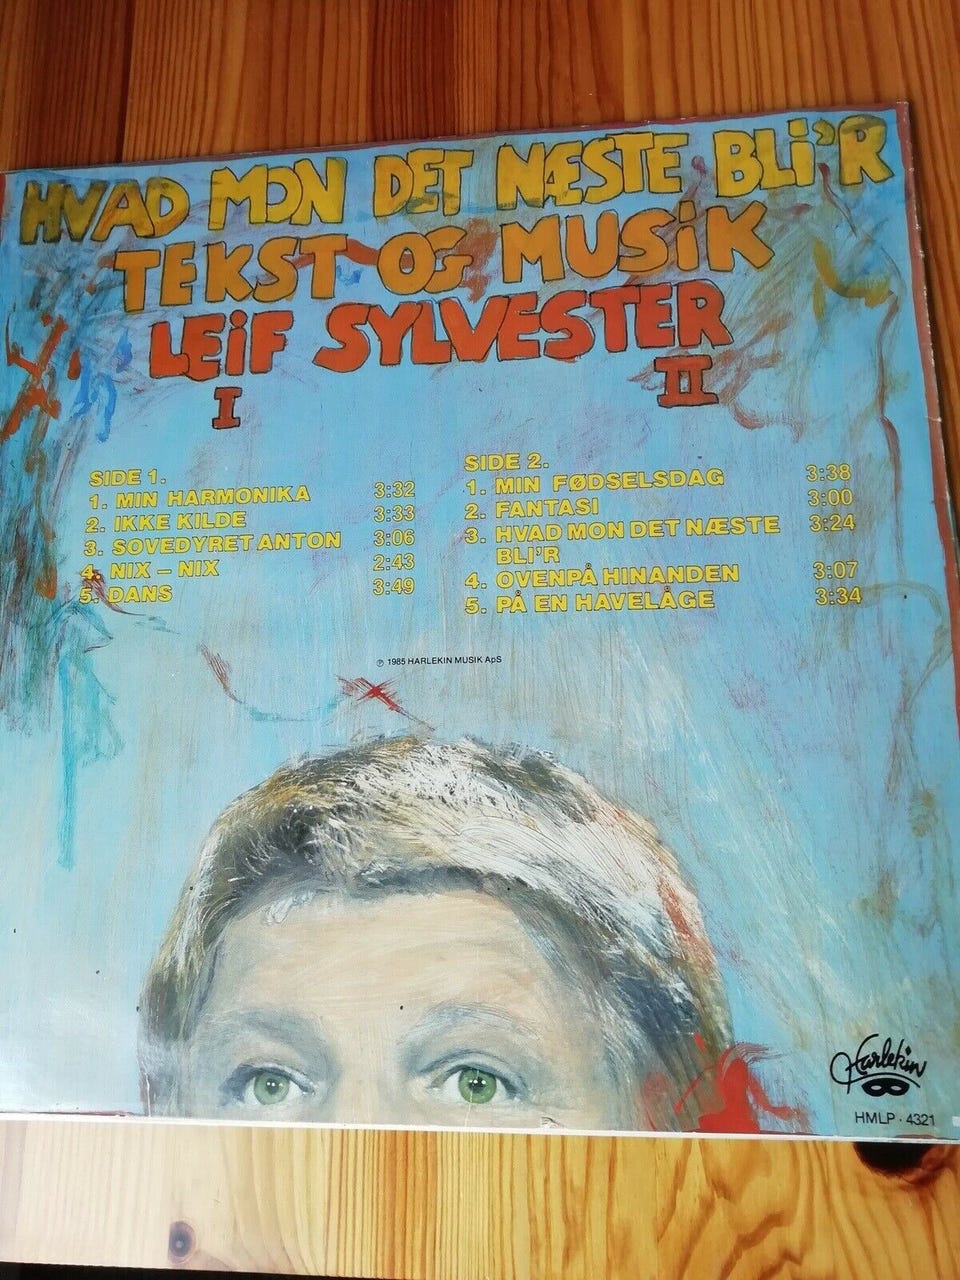 HVAD MON DET NÆSTE BLi'R
TEKST OG MUSiK
LEiF SYLVESTER
I
II
SIDE 1.
1. MIN HARMONIKA 3:32
2. IKKE KILDE 3:33
3. SOVEDYRET ANTON 3:06
4. NIX – NIX 2:43
5. DANS 3:49
SIDE 2.
1. MIN FØDSELSDAG 3:38
2. FANTASI 3:00
3. HVAD MON DET NÆSTE 3:24
BLI'R
4. OVENPÅ HINANDEN 3:07
5. PÅ EN HAVELÅGE 3:34
℗ 1985 HARLEKIN MUSIK ApS
Harlekin
HMLP · 4321